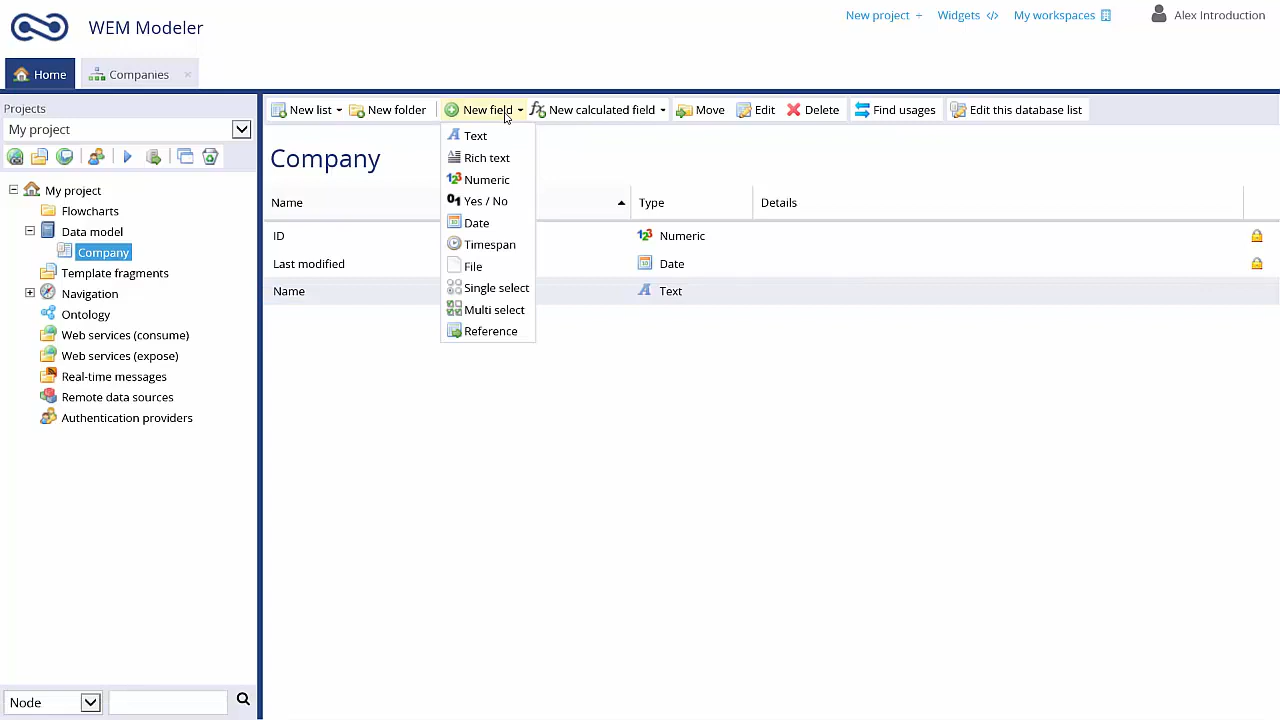 WEM Modeler
New project + Widgets </> My workspaces Alex Introduction
Home Companies ×
Projects
My project
New list New folder New field New calculated field Move Edit Delete Find usages Edit this database list
Text
Rich text
Numeric
Yes / No
Date
Timespan
File
Single select
Multi select
Reference
My project
Flowcharts
Data model
Company
Template fragments
Navigation
Ontology
Web services (consume)
Web services (expose)
Real-time messages
Remote data sources
Authentication providers
Node
Company
Name Type Details
ID Numeric
Last modified Date
Name Text